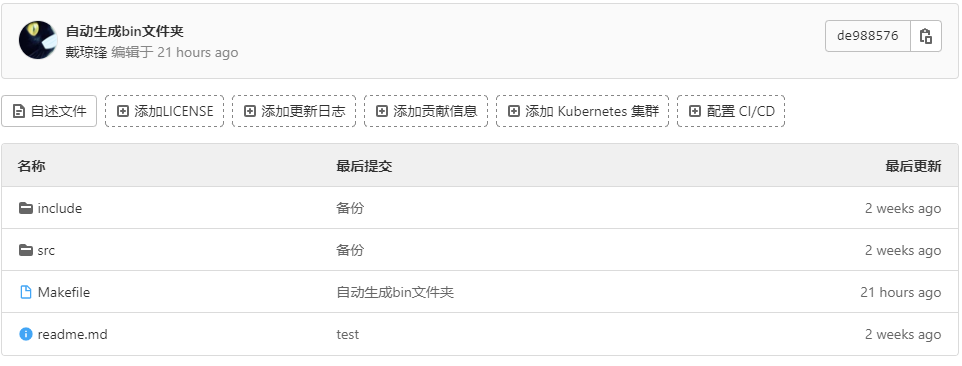 自动生成bin文件夹
戴琼锋 编辑于 21 hours ago
de988576
自述文件 添加LICENSE 添加更新日志 添加贡献信息 添加 Kubernetes 集群 配置 CI/CD
名称 最后提交 最后更新
include 备份 2 weeks ago
src 备份 2 weeks ago
Makefile 自动生成bin文件夹 21 hours ago
readme.md test 2 weeks ago